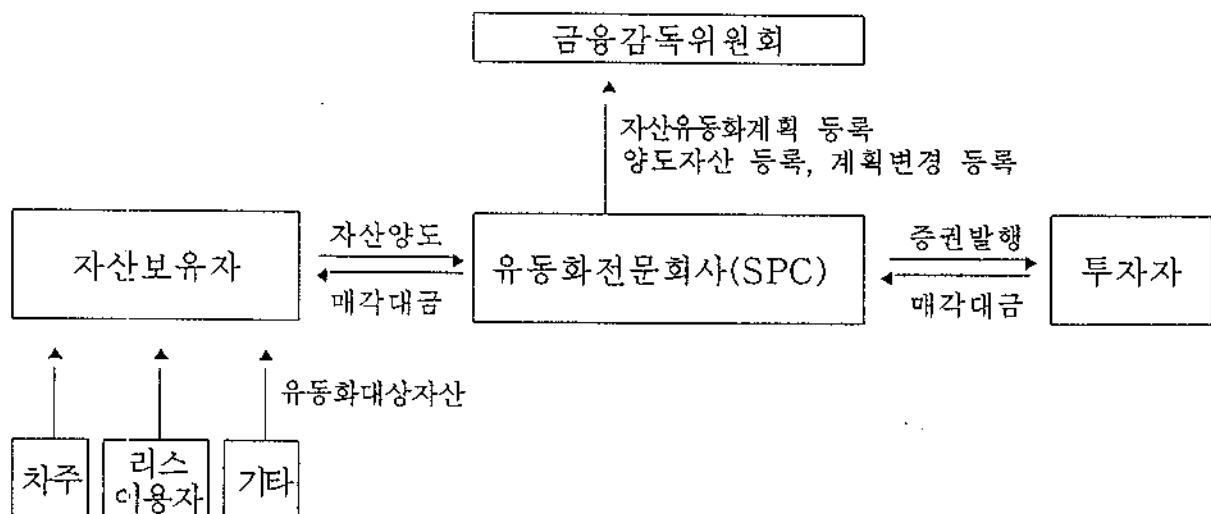 금융감독위원회
자산유동화계획 등록
양도자산 등록, 계획변경 등록
자산보유자
자산양도
매각대금
유동화전문회사(SPC)
증권발행
매각대금
투자자
유동화대상자산
차주
리스
이용자
기타